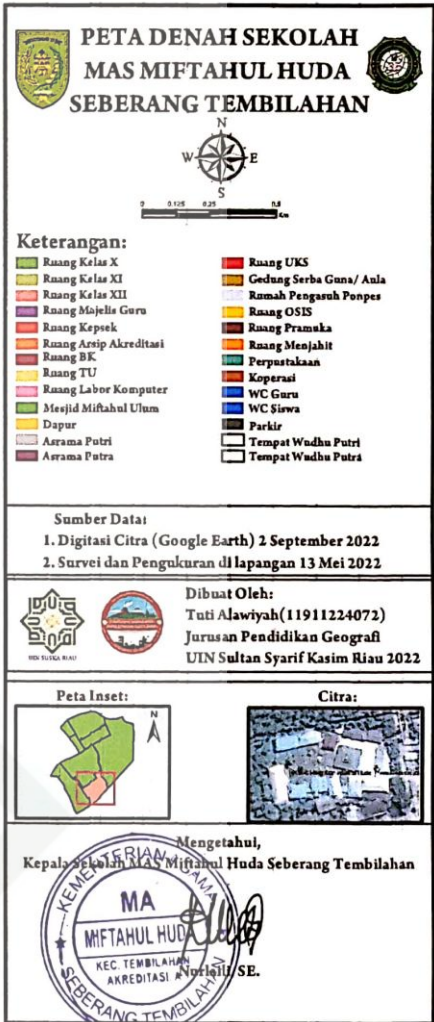 PETA DENAH SEKOLAH
MAS MIFTAHUL HUDA
SEBERANG TEMBILAHAN
N
W E
S
0 0.125 0.25 0.5
Km
Keterangan:
Ruang Kelas X
Ruang Kelas XI
Ruang Kelas XII
Ruang Majelis Guru
Ruang Kepsek
Ruang Arsip Akreditasi
Ruang BK
Ruang TU
Ruang Labor Komputer
Mesjid Miftahul Ulum
Dapur
Asrama Putri
Asrama Putra
Ruang UKS
Gedung Serba Guna/ Aula
Rumah Pengasuh Ponpes
Ruang OSIS
Ruang Pramuka
Ruang Menjahit
Perpustakaan
Koperasi
WC Guru
WC Siswa
Parkir
Tempat Wudhu Putri
Tempat Wudhu Putra
Sumber Data:
1. Digitasi Citra (Google Earth) 2 September 2022
2. Survei dan Pengukuran di lapangan 13 Mei 2022
UIN SUSKA RIAU
Dibuat Oleh:
Tuti Alawiyah(11911224072)
Jurusan Pendidikan Geografi
UIN Sultan Syarif Kasim Riau 2022
Peta Inset:
N
Citra:
Mengetahui,
Kepala Sekolah MAS Miftahul Huda Seberang Tembilahan
KEMENTERIAN AGAMA
MA
MIFTAHUL HUDA
KEC. TEMBILAHAN
AKREDITASI A
SEBERANG TEMBILAHAN
Nurlaili, SE.